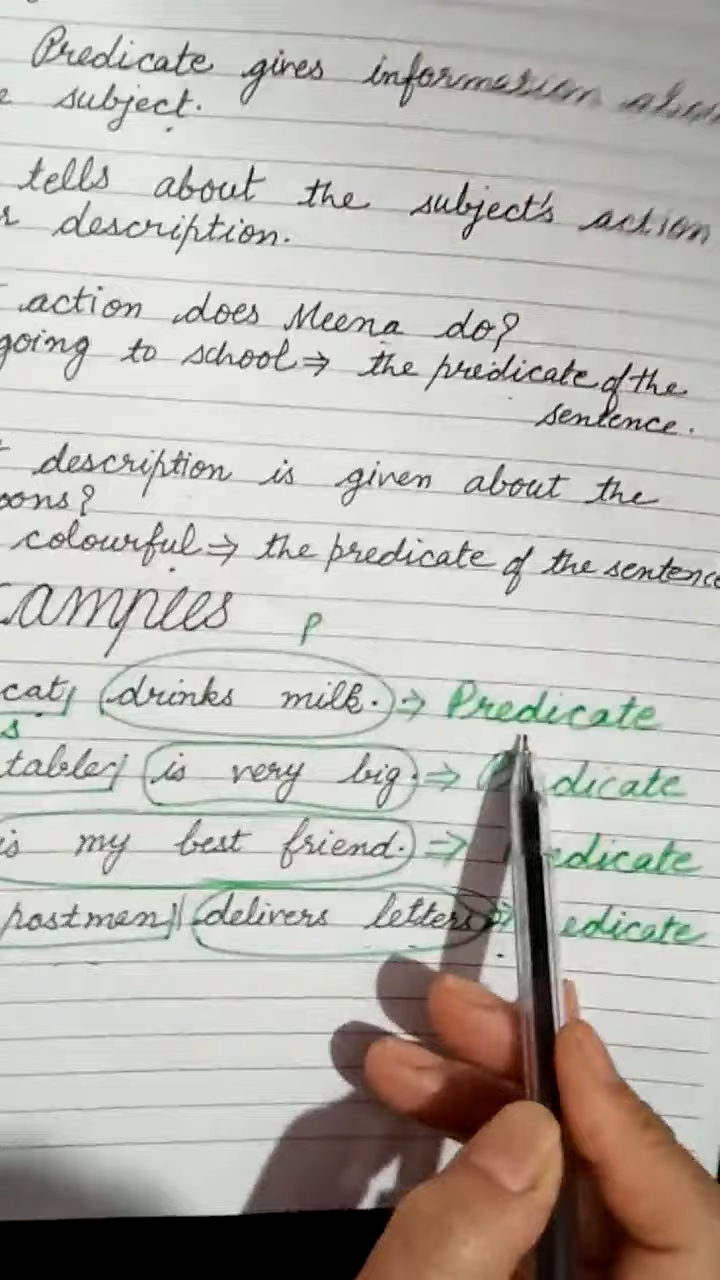 Predicate gives information
subject.
tells about the subject's action
description.
action does Meena do?
going to school ⇒ the predicate of the
sentence.
description is given about the
oons?
colourful ⇒ the predicate of the sentence
amples
P
cat, drinks milk. ⇒ Predicate
s
table is very big. ⇒ dicate
is my best friend. ⇒ edicate
postmen delivers letters ⇒ edicate